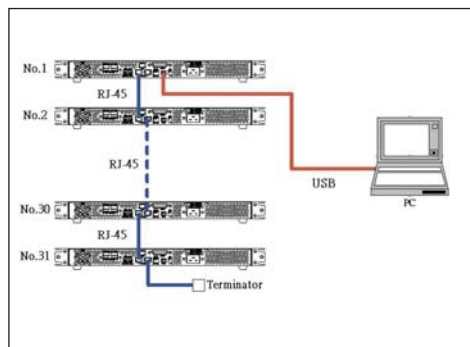 No.1
RJ-45
No.2
RJ-45
USB
PC
No.30
RJ-45
No.31
Terminator